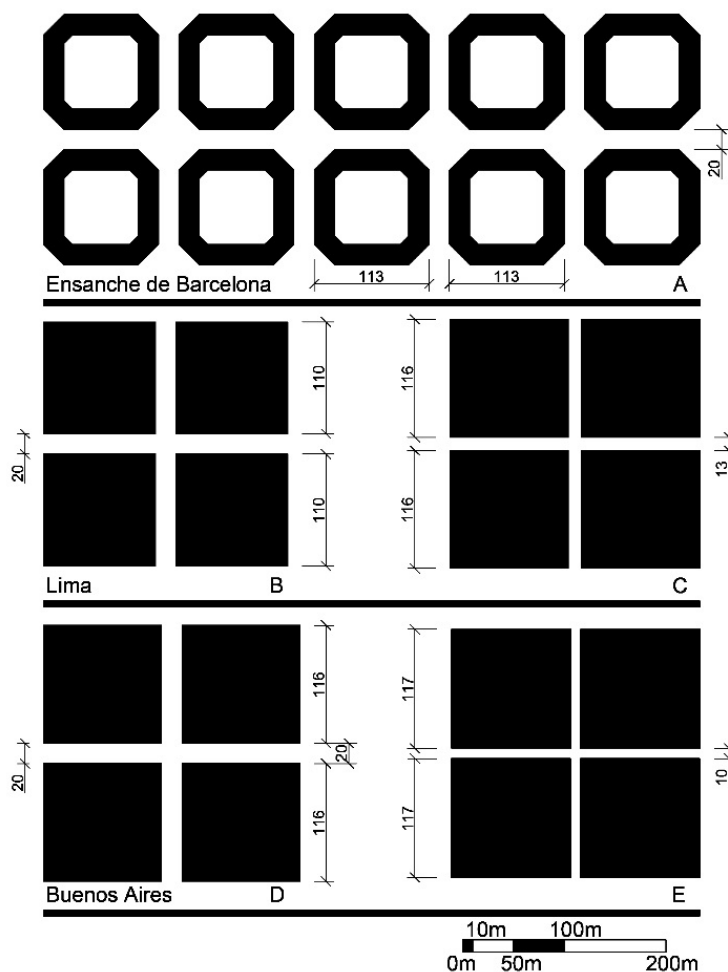 20
Ensanche de Barcelona 113 113 A
110 116
20 13
110 116
Lima B C
116 117
20 20 10
116 117
Buenos Aires D E
10m 100m
0m 50m 200m